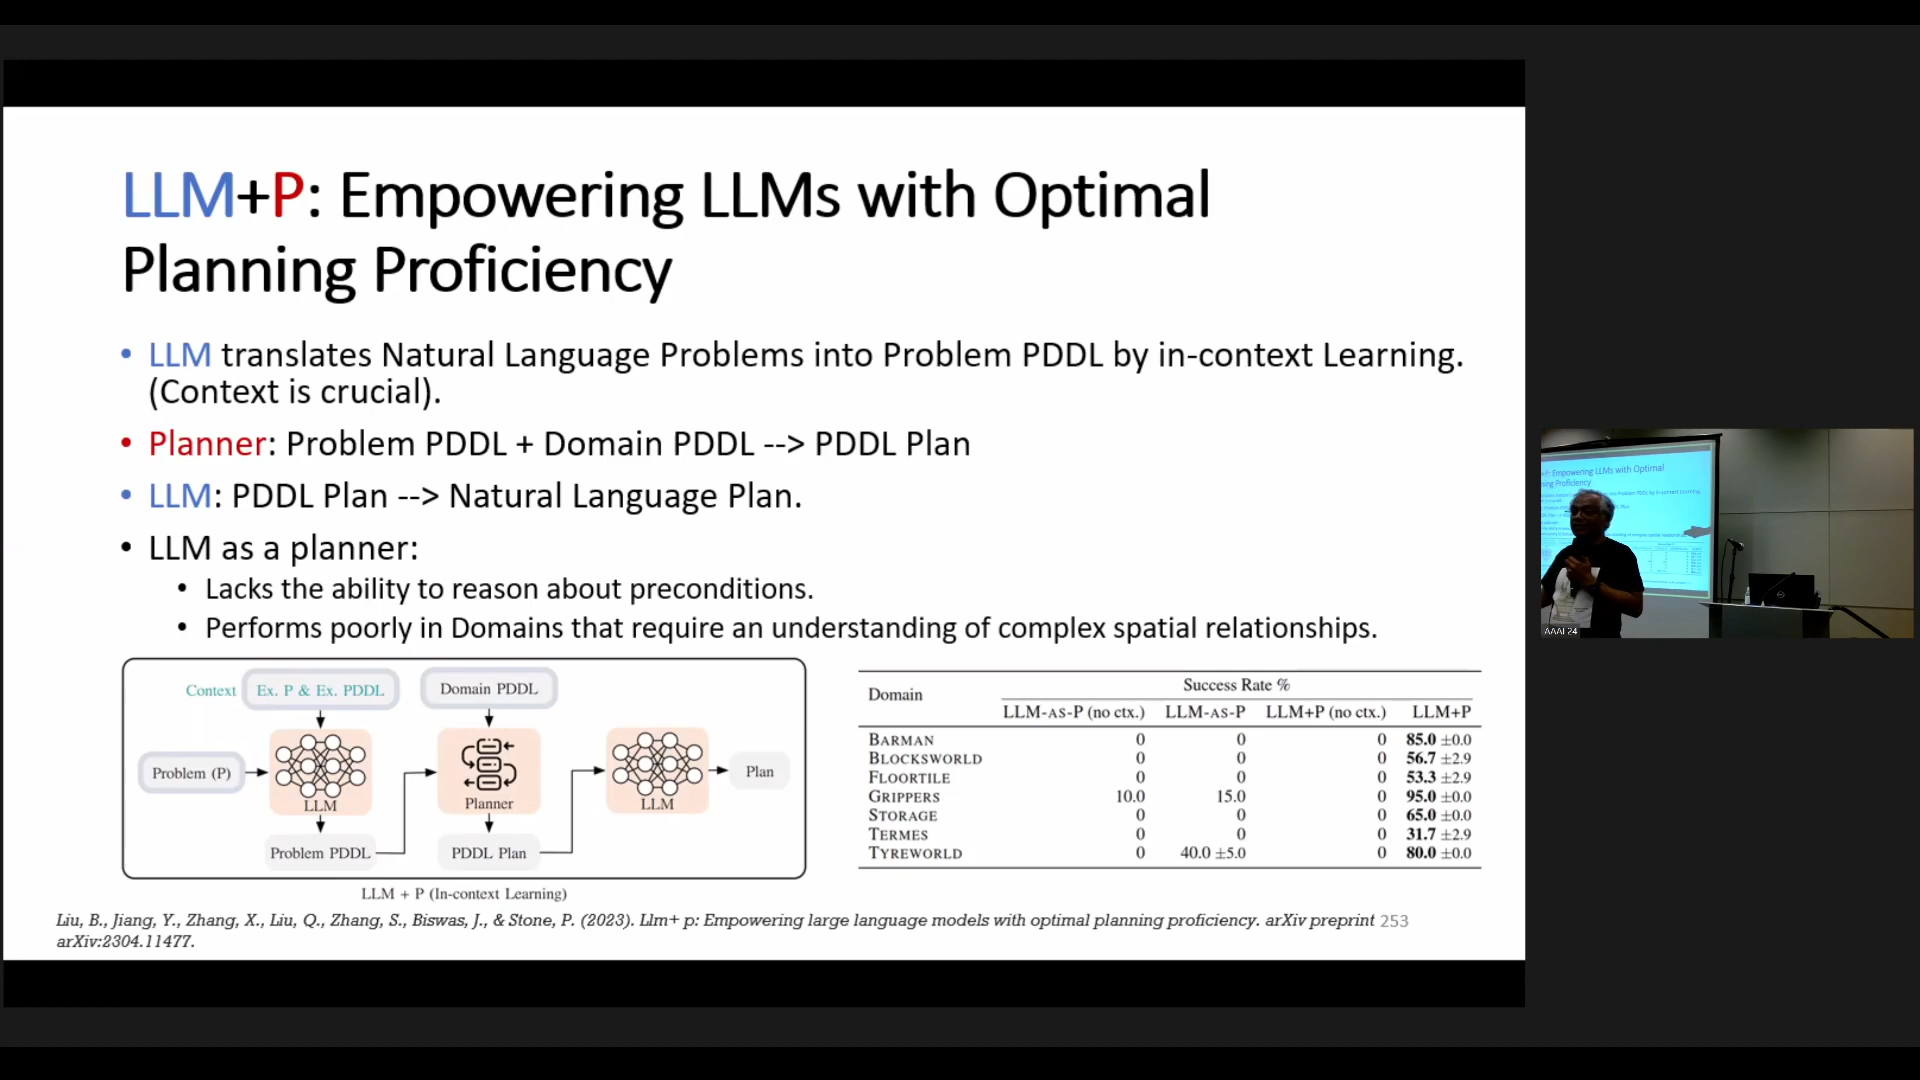 LLM+P: Empowering LLMs with Optimal
Planning Proficiency
• LLM translates Natural Language Problems into Problem PDDL by in-context Learning.
(Context is crucial).
• Planner: Problem PDDL + Domain PDDL --> PDDL Plan
• LLM: PDDL Plan --> Natural Language Plan.
• LLM as a planner:
• Lacks the ability to reason about preconditions.
• Performs poorly in Domains that require an understanding of complex spatial relationships.
Context Ex. P & Ex. PDDL Domain PDDL
Problem (P) Plan
LLM Planner LLM
Problem PDDL PDDL Plan
LLM + P (In-context Learning)
Success Rate %
Domain
LLM-AS-P (no ctx.) LLM-AS-P LLM+P (no ctx.) LLM+P
BARMAN 0 0 0 85.0 ±0.0
BLOCKSWORLD 0 0 0 56.7 ±2.9
FLOORTILE 0 0 0 53.3 ±2.9
GRIPPERS 10.0 15.0 0 95.0 ±0.0
STORAGE 0 0 0 65.0 ±0.0
TERMES 0 0 0 31.7 ±2.9
TYREWORLD 0 40.0 ±5.0 0 80.0 ±0.0
Liu, B., Jiang, Y., Zhang, X., Liu, Q., Zhang, S., Biswas, J., & Stone, P. (2023). Llm+ p: Empowering large language models with optimal planning proficiency. arXiv preprint 253
arXiv:2304.11477.
Empowering LLMs with Optimal
Planning Proficiency
AAAI 24